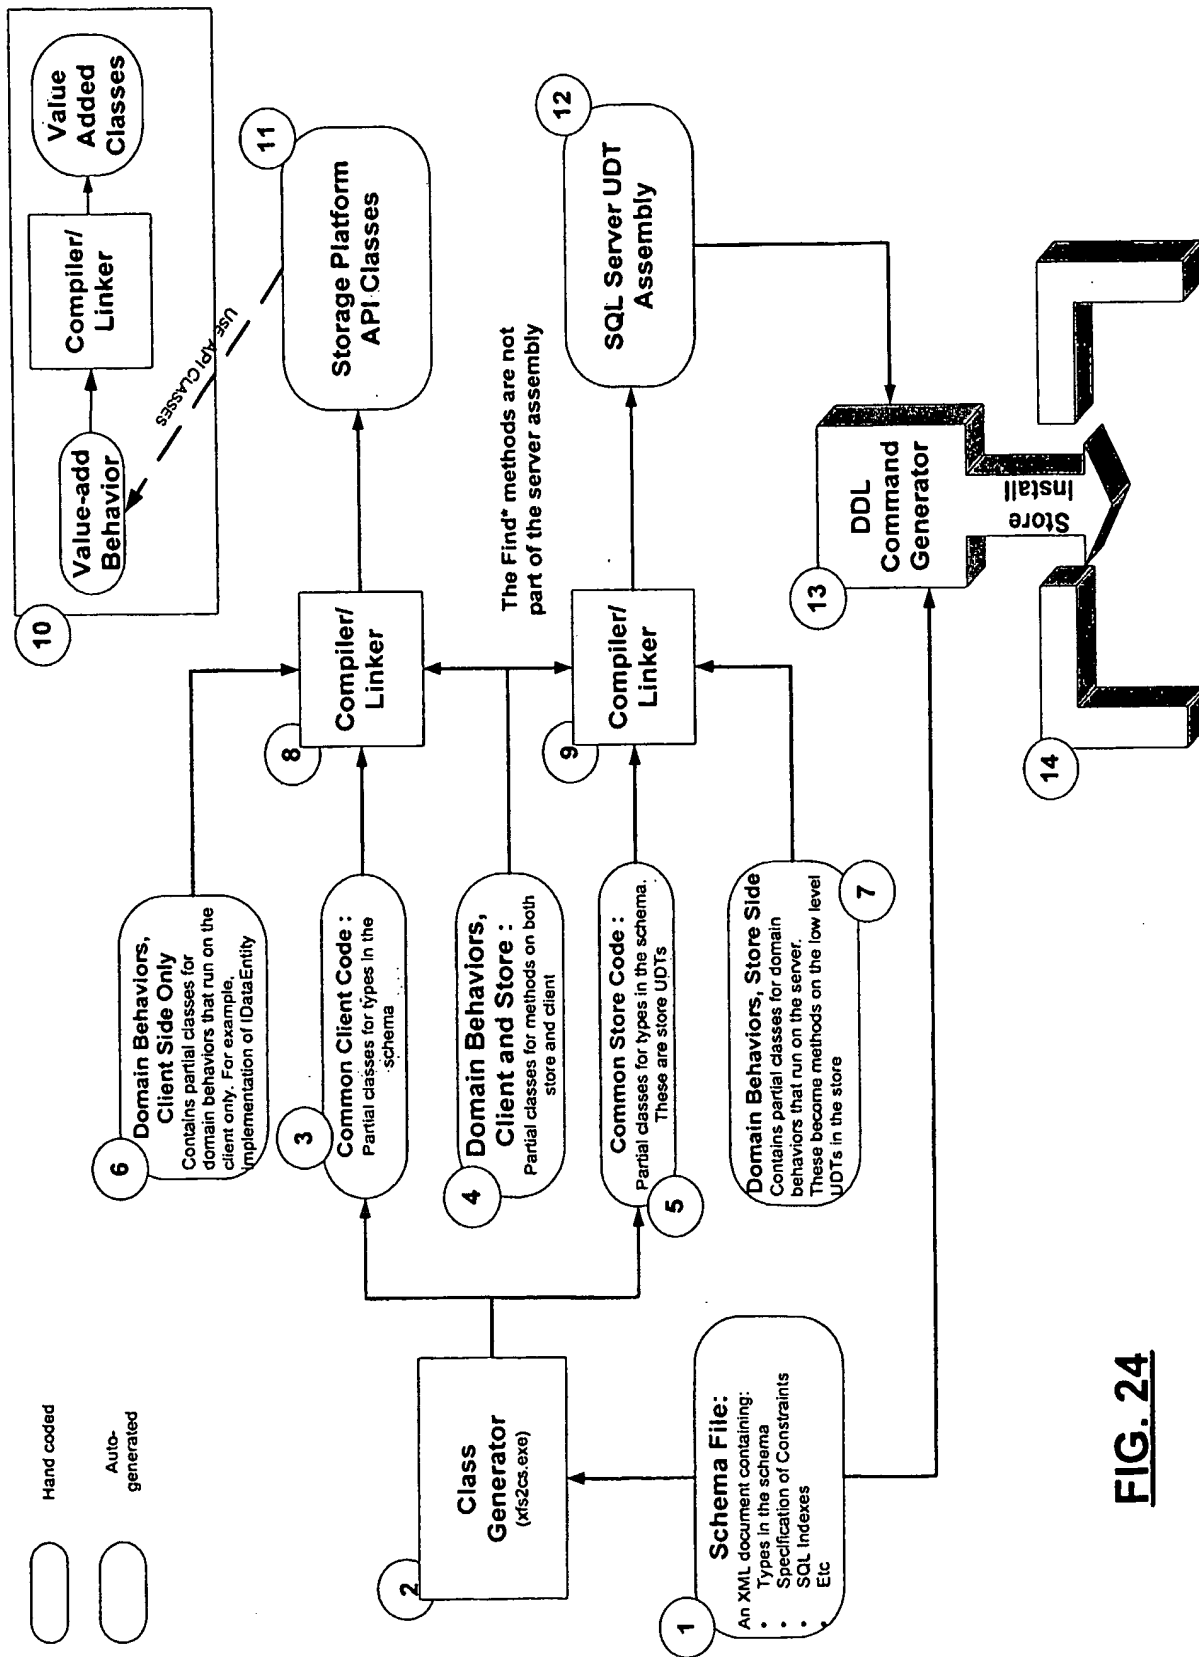 Hand coded
Auto-
generated
6
Domain Behaviors,
Client Side Only
Contains partial classes for
domain behaviors that run on the
client only. For example,
Implementation of IDataEntity
3
Common Client Code :
Partial classes for types in the
schema
4
Domain Behaviors,
Client and Store :
Partial classes for methods on both
store and client
5
Common Store Code :
Partial classes for types in the schema.
These are store UDTs
7
Domain Behaviors, Store Side
Contains partial classes for domain
behaviors that run on the server.
These become methods on the low level
UDTs in the store
2
Class
Generator
(xfs2cs.exe)
1
Schema File:
An XML document containing:
• Types in the schema
• Specification of Constraints
• SQL Indexes
• Etc
8
Compiler/
Linker
9
Compiler/
Linker
The Find* methods are not
part of the server assembly
10
Value-add
Behavior
Compiler/
Linker
Value
Added
Classes
USE API CLASSES
11
Storage Platform
API Classes
12
SQL Server UDT
Assembly
13
DDL
Command
Generator
Store
Install
14
FIG. 24